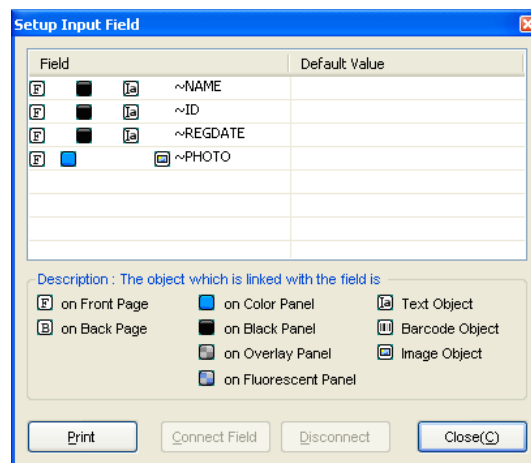 Setup Input Field
Field Default Value
F Ia ~NAME
F Ia ~ID
F Ia ~REGDATE
F ~PHOTO
Description : The object which is linked with the field is
F on Front Page on Color Panel Ia Text Object
B on Back Page on Black Panel Barcode Object
on Overlay Panel Image Object
on Fluorescent Panel
Print Connect Field Disconnect Close(C)